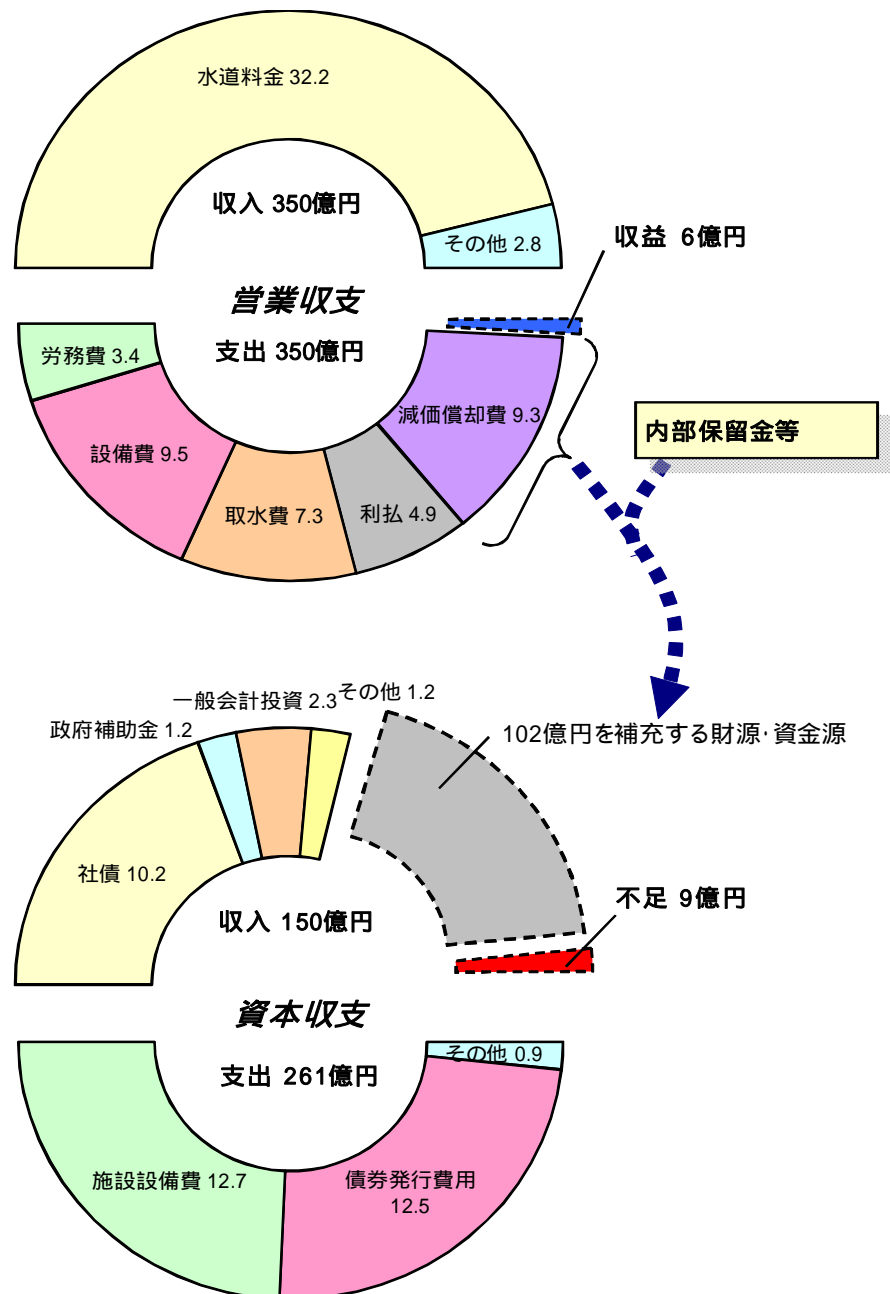 水道料金 32.2
収入 350億円
その他 2.8
収益 6億円
営業収支
支出 350億円
労務費 3.4
減価償却費 9.3
設備費 9.5
取水費 7.3
利払 4.9
内部保留金等
一般会計投資 2.3
その他 1.2
政府補助金 1.2
102億円を補充する財源･資金源
社債 10.2
収入 150億円
不足 9億円
資本収支
支出 261億円
その他 0.9
施設設備費 12.7
債券発行費用
12.5